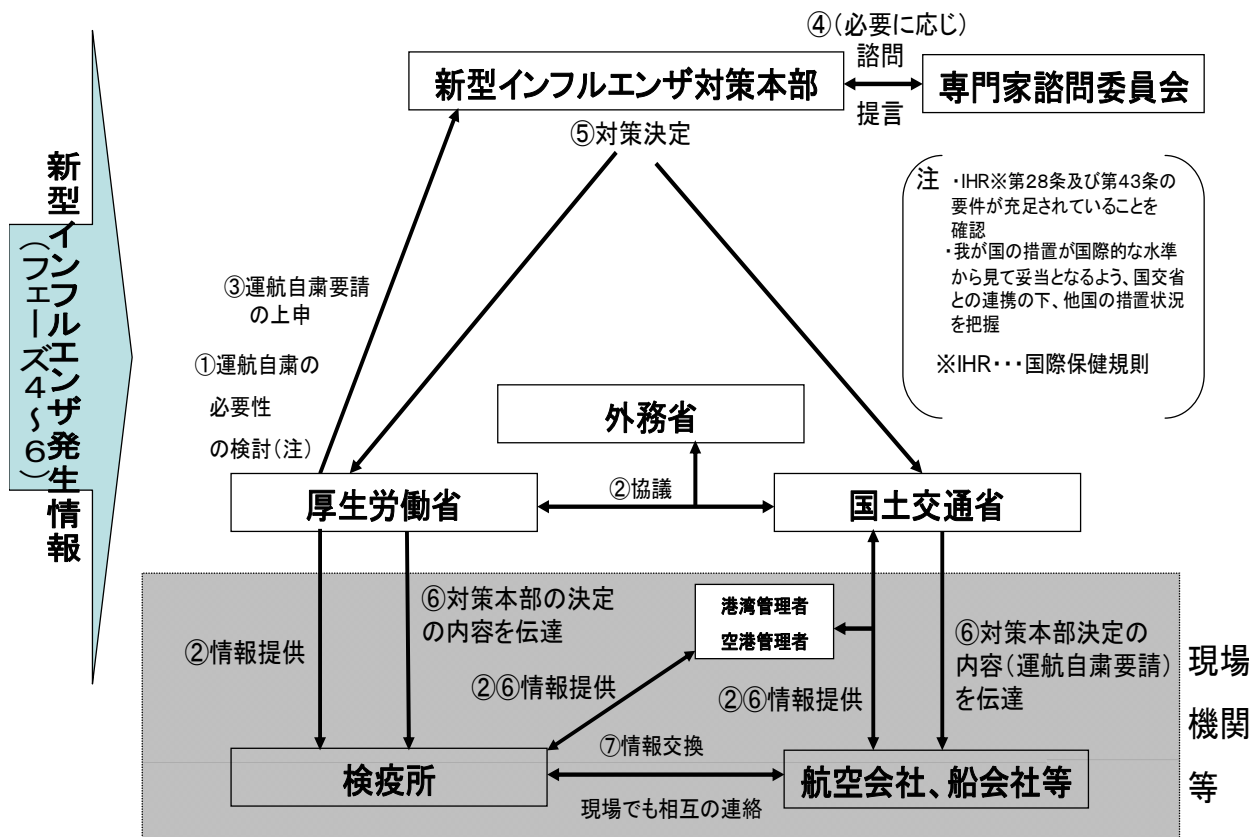 ④(必要に応じ)
諮問
新型インフルエンザ対策本部
専門家諮問委員会
提言
⑤対策決定
新型インフルエンザ発生情報
(フェーズ4~6)
注 ・IHR※第28条及び第43条の
要件が充足されていることを
確認
・我が国の措置が国際的な水準
から見て妥当となるよう、国交省
との連携の下、他国の措置状況
を把握
※IHR・・・国際保健規則
③運航自粛要請
の上申
①運航自粛の
必要性
の検討(注)
外務省
②協議
厚生労働省
国土交通省
⑥対策本部の決定
の内容を伝達
港湾管理者
空港管理者
⑥対策本部決定の
内容(運航自粛要請)
を伝達
②情報提供
②⑥情報提供
②⑥情報提供
現場
機関
等
⑦情報交換
検疫所
航空会社、船会社等
現場でも相互の連絡